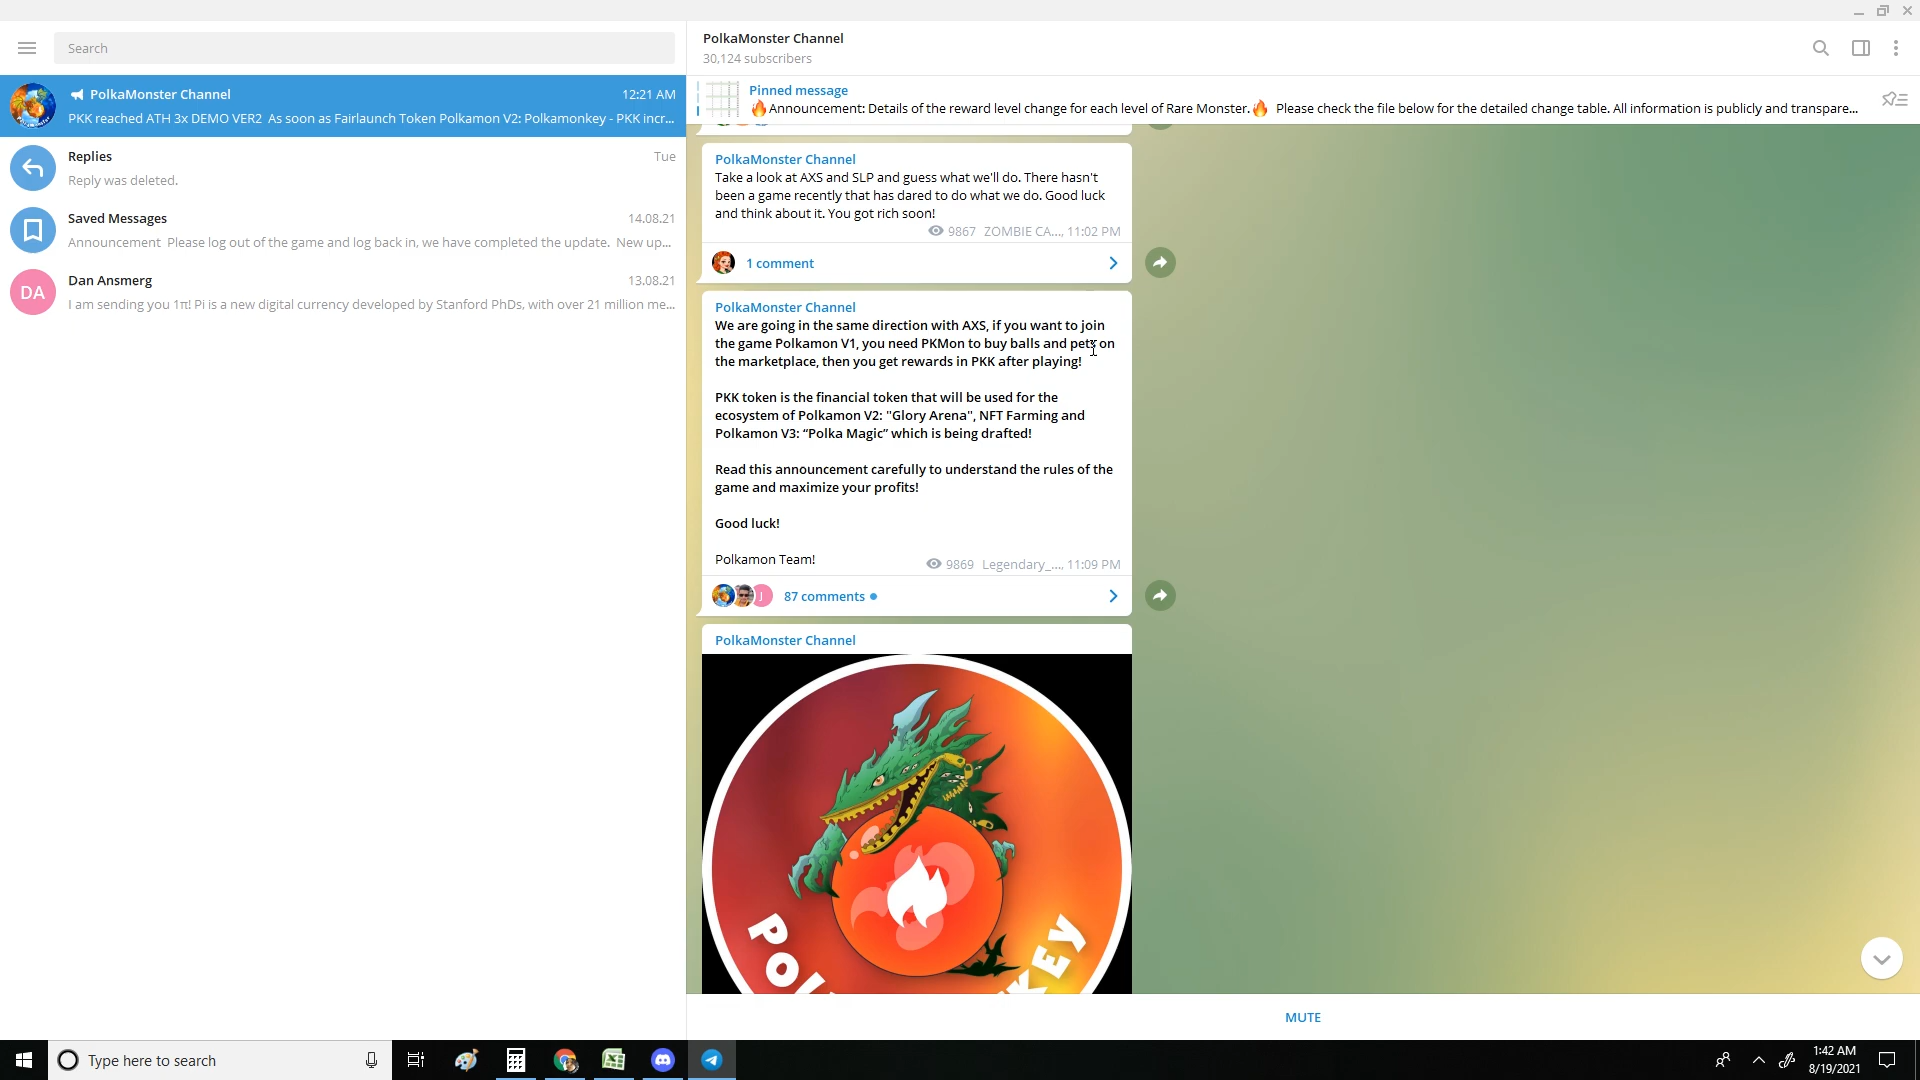 Search
PolkaMonster Channel
12:21 AM
PKK reached ATH 3x DEMO VER2 As soon as Fairlaunch Token Polkamon V2: Polkamonkey - PKK incr...
Replies
Tue
Reply was deleted.
Saved Messages
14.08.21
Announcement Please log out of the game and log back in, we have completed the update. New up...
DA
Dan Ansmerg
13.08.21
I am sending you 1π! Pi is a new digital currency developed by Stanford PhDs, with over 21 million me...
PolkaMonster Channel
30,124 subscribers
Pinned message
🔥Announcement: Details of the reward level change for each level of Rare Monster.🔥 Please check the file below for the detailed change table. All information is publicly and transpare...
PolkaMonster Channel
Take a look at AXS and SLP and guess what we'll do. There hasn't
been a game recently that has dared to do what we do. Good luck
and think about it. You got rich soon!
9867 ZOMBIE CA..., 11:02 PM
1 comment
PolkaMonster Channel
We are going in the same direction with AXS, if you want to join
the game Polkamon V1, you need PKMon to buy balls and pets on
the marketplace, then you get rewards in PKK after playing!
PKK token is the financial token that will be used for the
ecosystem of Polkamon V2: "Glory Arena", NFT Farming and
Polkamon V3: “Polka Magic” which is being drafted!
Read this announcement carefully to understand the rules of the
game and maximize your profits!
Good luck!
Polkamon Team!
9869 Legendary_..., 11:09 PM
J
87 comments
PolkaMonster Channel
POL
KEY
MUTE
Type here to search
1:42 AM
8/19/2021